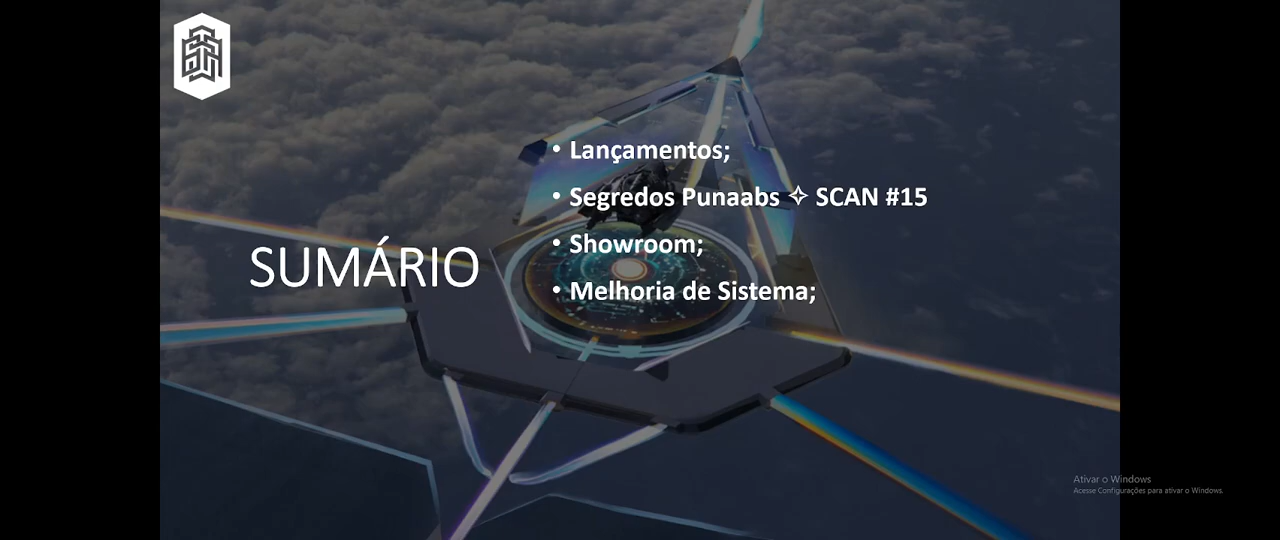 SUMÁRIO
• Lançamentos;
• Segredos Punaabs ✧ SCAN #15
• Showroom;
• Melhoria de Sistema;
Ativar o Windows
Acesse Configurações para ativar o Windows.